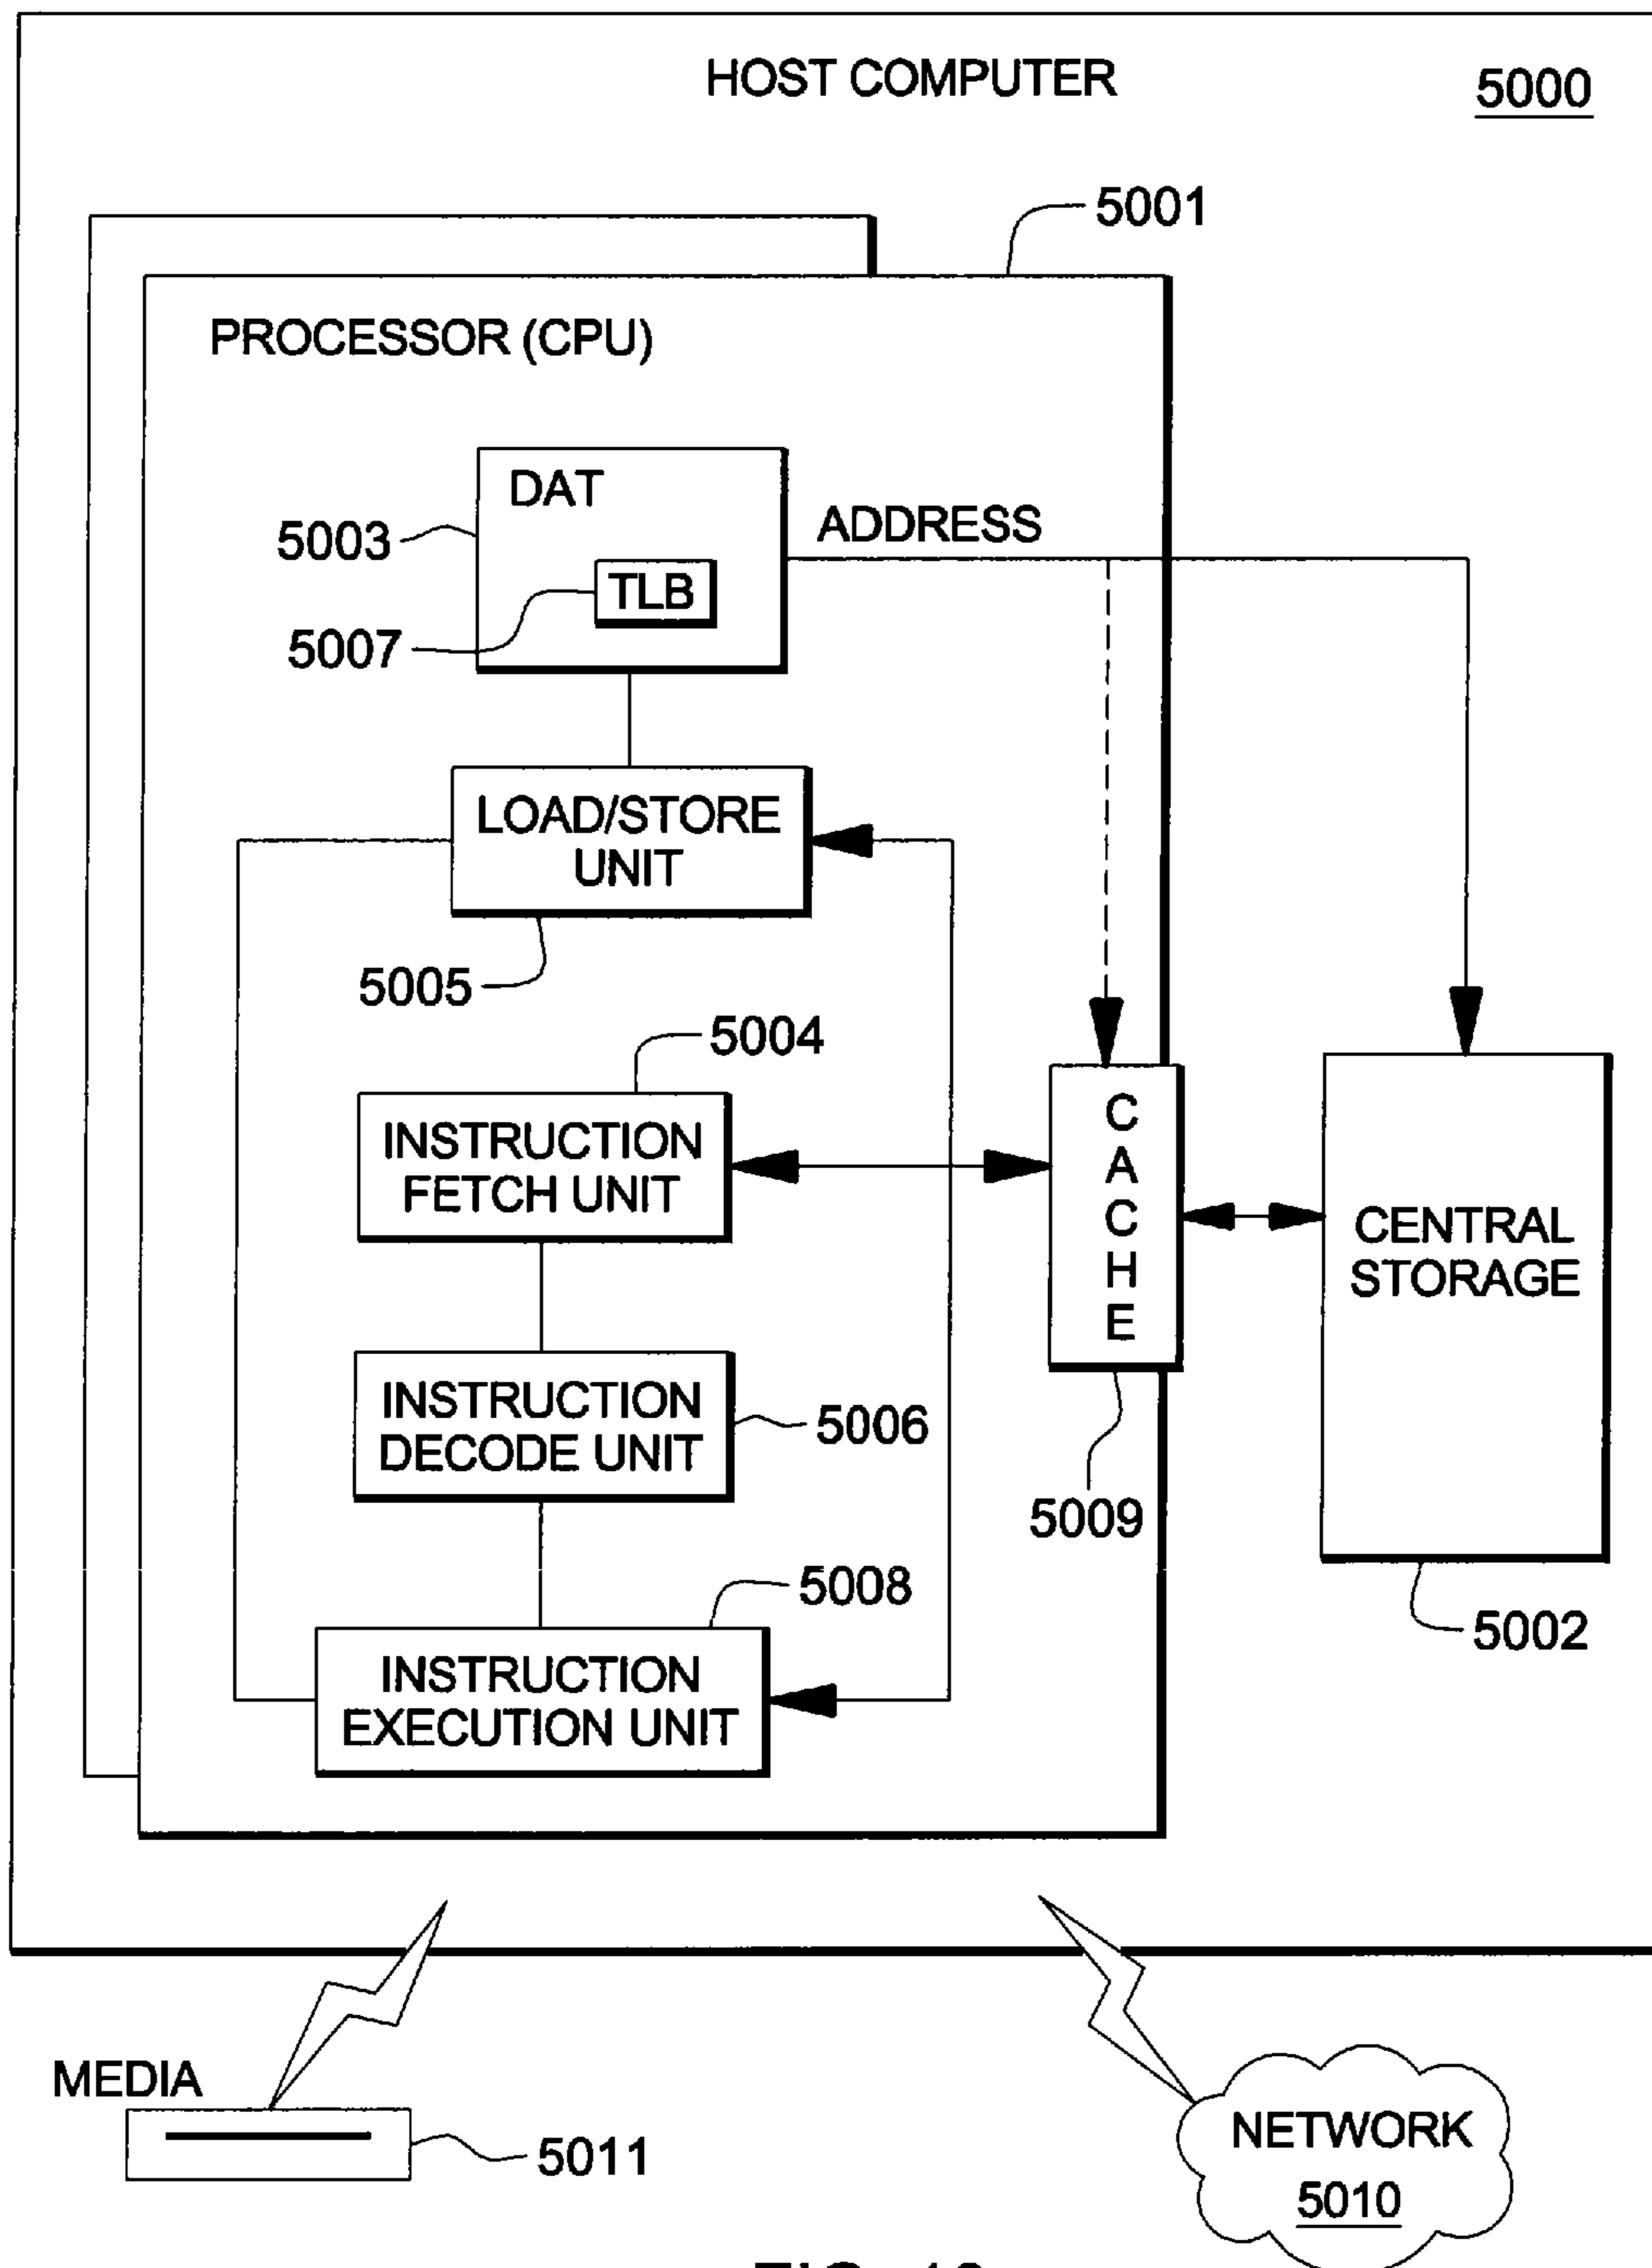 HOST COMPUTER
5000
5001
PROCESSOR (CPU)
DAT
5003
ADDRESS
TLB
5007
LOAD/STORE
UNIT
5005
5004
INSTRUCTION
FETCH UNIT
CACHE
CENTRAL
STORAGE
INSTRUCTION
DECODE UNIT
5006
5009
5008
5002
INSTRUCTION
EXECUTION UNIT
MEDIA
5011
NETWORK
5010